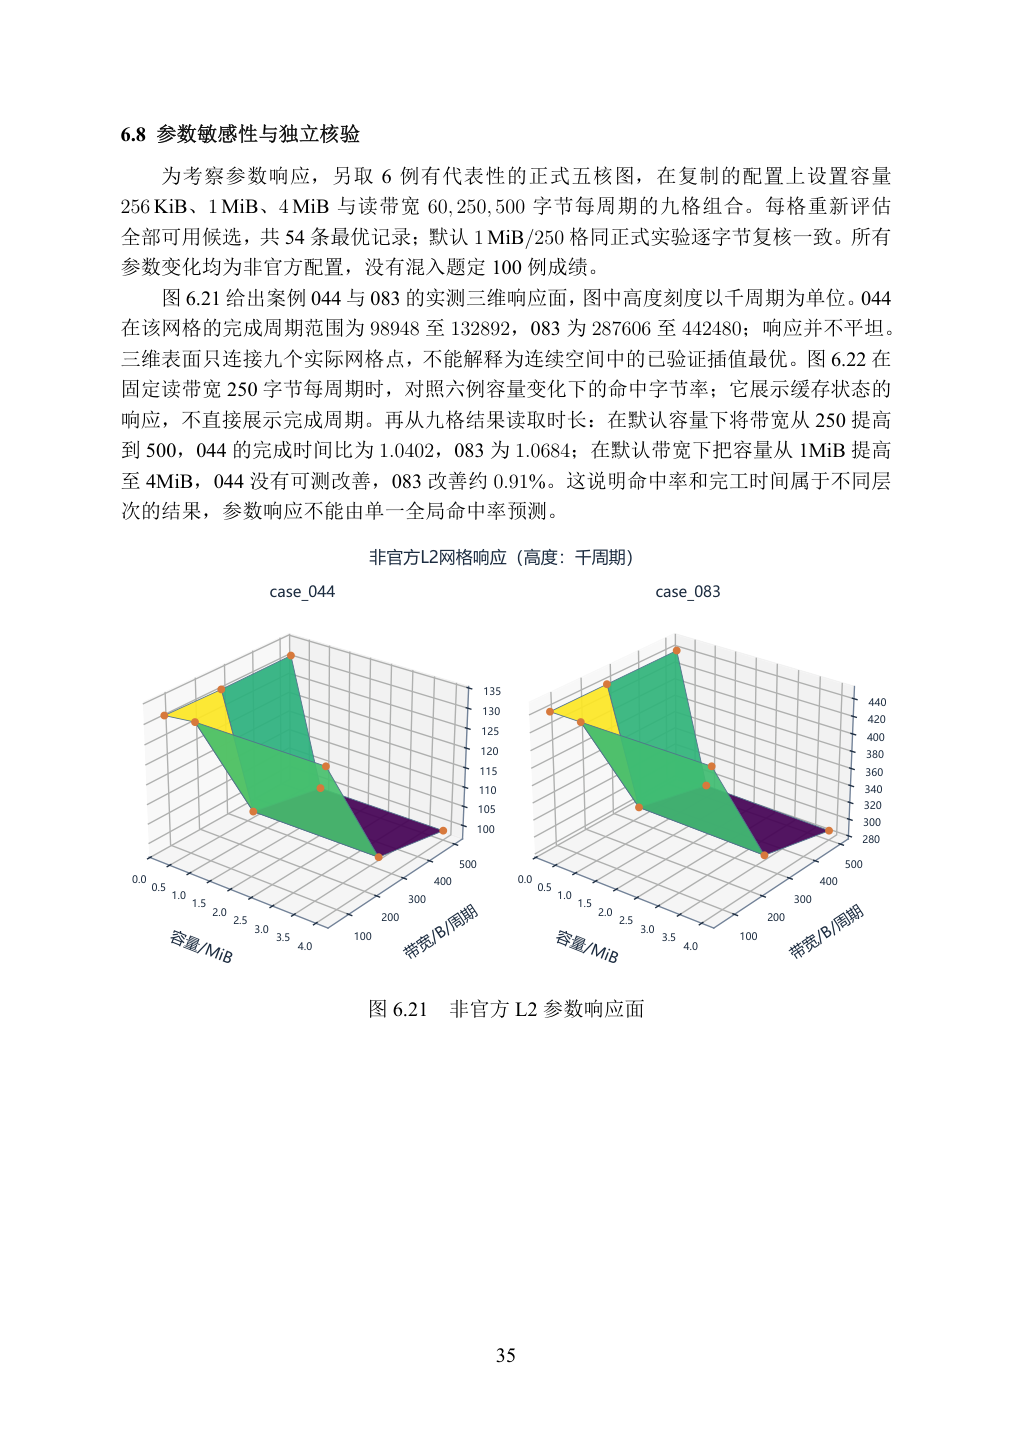 6.8 参数敏感性与独立核验
为考察参数响应，另取 6 例有代表性的正式五核图，在复制的配置上设置容量
256 KiB、1 MiB、4 MiB 与读带宽 60, 250, 500 字节每周期的九格组合。每格重新评估
全部可用候选，共 54 条最优记录；默认 1 MiB/250 格同正式实验逐字节复核一致。所有
参数变化均为非官方配置，没有混入题定 100 例成绩。
图 6.21 给出案例 044 与 083 的实测三维响应面，图中高度刻度以千周期为单位。044
在该网格的完成周期范围为 98948 至 132892，083 为 287606 至 442480；响应并不平坦。
三维表面只连接九个实际网格点，不能解释为连续空间中的已验证插值最优。图 6.22 在
固定读带宽 250 字节每周期时，对照六例容量变化下的命中字节率；它展示缓存状态的
响应，不直接展示完成周期。再从九格结果读取时长：在默认容量下将带宽从 250 提高
到 500，044 的完成时间比为 1.0402，083 为 1.0684；在默认带宽下把容量从 1MiB 提高
至 4MiB，044 没有可测改善，083 改善约 0.91%。这说明命中率和完工时间属于不同层
次的结果，参数响应不能由单一全局命中率预测。
非官方L2网格响应（高度：千周期）
case_044
135
130
125
120
115
110
105
100
0.0
0.5
1.0
1.5
2.0
2.5
3.0
3.5
4.0
容量/MiB
100
200
300
400
500
带宽/B/周期
case_083
440
420
400
380
360
340
320
300
280
0.0
0.5
1.0
1.5
2.0
2.5
3.0
3.5
4.0
容量/MiB
100
200
300
400
500
带宽/B/周期
图 6.21 非官方 L2 参数响应面
35